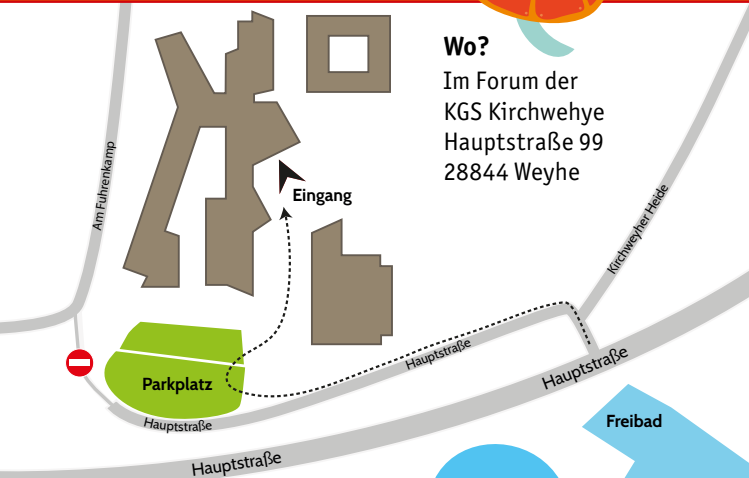 Wo?
Im Forum der
KGS Kirchwehye
Hauptstraße 99
28844 Weyhe
Am Fuhrenkamp
Eingang
Kirchweyher Heide
Parkplatz
Hauptstraße
Hauptstraße
Hauptstraße
Hauptstraße
Freibad